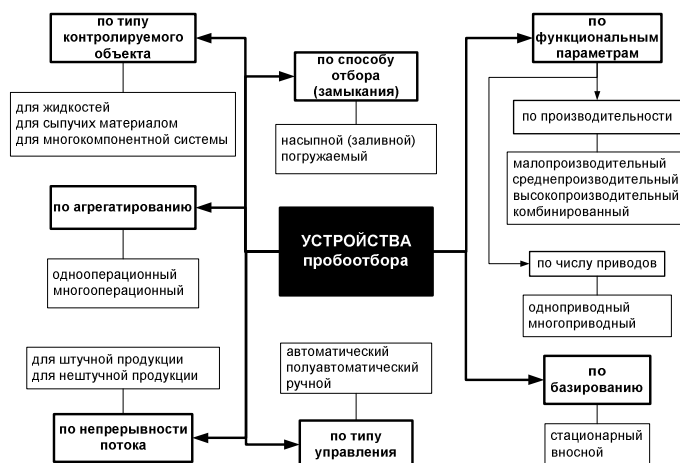 по типу
контролируемого
объекта
для жидкостей
для сыпучих материалом
для многокомпонентной системы
по способу
отбора
(замыкания)
насыпной (заливной)
погружаемый
по
функциональным
параметрам
по производительности
малопроизводительный
среднепроизводительный
высокопроизводительный
комбинированный
по агрегатированию
однооперационный
многооперационный
УСТРОЙСТВА
пробоотбора
по числу приводов
одноприводный
многоприводный
для штучной продукции
для нештучной продукции
по непрерывности
потока
автоматический
полуавтоматический
ручной
по типу
управления
по
базированию
стационарный
вносной